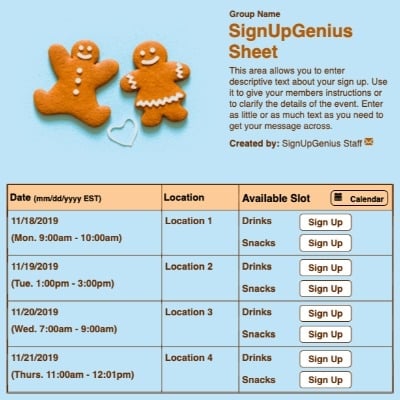 Group Name
SignUpGenius
Sheet
This area allows you to enter
descriptive text about your sign up. Use
it to give your members instructions or
to clarify the details of the event. Enter
as little or as much text as you need to
get your message across.
Created by: SignUpGenius Staff
Date (mm/dd/yyyy EST) Location Available Slot Calendar
11/18/2019 Location 1 Drinks Sign Up
(Mon. 9:00am - 10:00am)
Snacks Sign Up
11/19/2019 Location 2 Drinks Sign Up
(Tue. 1:00pm - 3:00pm)
Snacks Sign Up
11/20/2019 Location 3 Drinks Sign Up
(Wed. 7:00am - 9:00am)
Snacks Sign Up
11/21/2019 Location 4 Drinks Sign Up
(Thurs. 11:00am - 12:01pm)
Snacks Sign Up